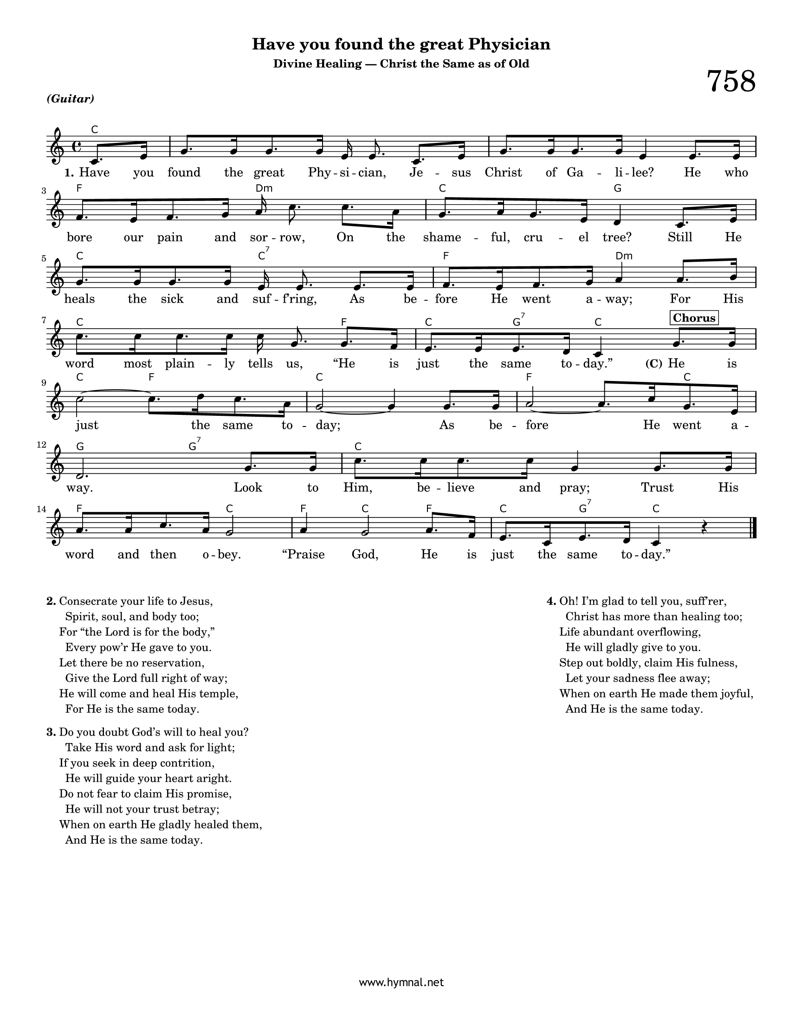 Have you found the great Physician
Divine Healing — Christ the Same as of Old
758
(Guitar)
C
1. Have you found the great Phy - si - cian, Je - sus Christ of Ga - li - lee? He who
3 F Dm C G
bore our pain and sor - row, On the shame - ful, cru - el tree? Still He
5 C C7 F Dm
heals the sick and suf - f'ring, As be - fore He went a - way; For His
7 C F C G7 C Chorus
word most plain - ly tells us, “He is just the same to - day.” (C) He is
9 C F C F C
just the same to - day; As be - fore He went a -
12 G G7 C
way. Look to Him, be - lieve and pray; Trust His
14 F C F C F C G7 C
word and then o - bey. “Praise God, He is just the same to - day.”
2. Consecrate your life to Jesus,
Spirit, soul, and body too;
For “the Lord is for the body,”
Every pow’r He gave to you.
Let there be no reservation,
Give the Lord full right of way;
He will come and heal His temple,
For He is the same today.
3. Do you doubt God’s will to heal you?
Take His word and ask for light;
If you seek in deep contrition,
He will guide your heart aright.
Do not fear to claim His promise,
He will not your trust betray;
When on earth He gladly healed them,
And He is the same today.
4. Oh! I’m glad to tell you, suff’rer,
Christ has more than healing too;
Life abundant overflowing,
He will gladly give to you.
Step out boldly, claim His fulness,
Let your sadness flee away;
When on earth He made them joyful,
And He is the same today.
www.hymnal.net